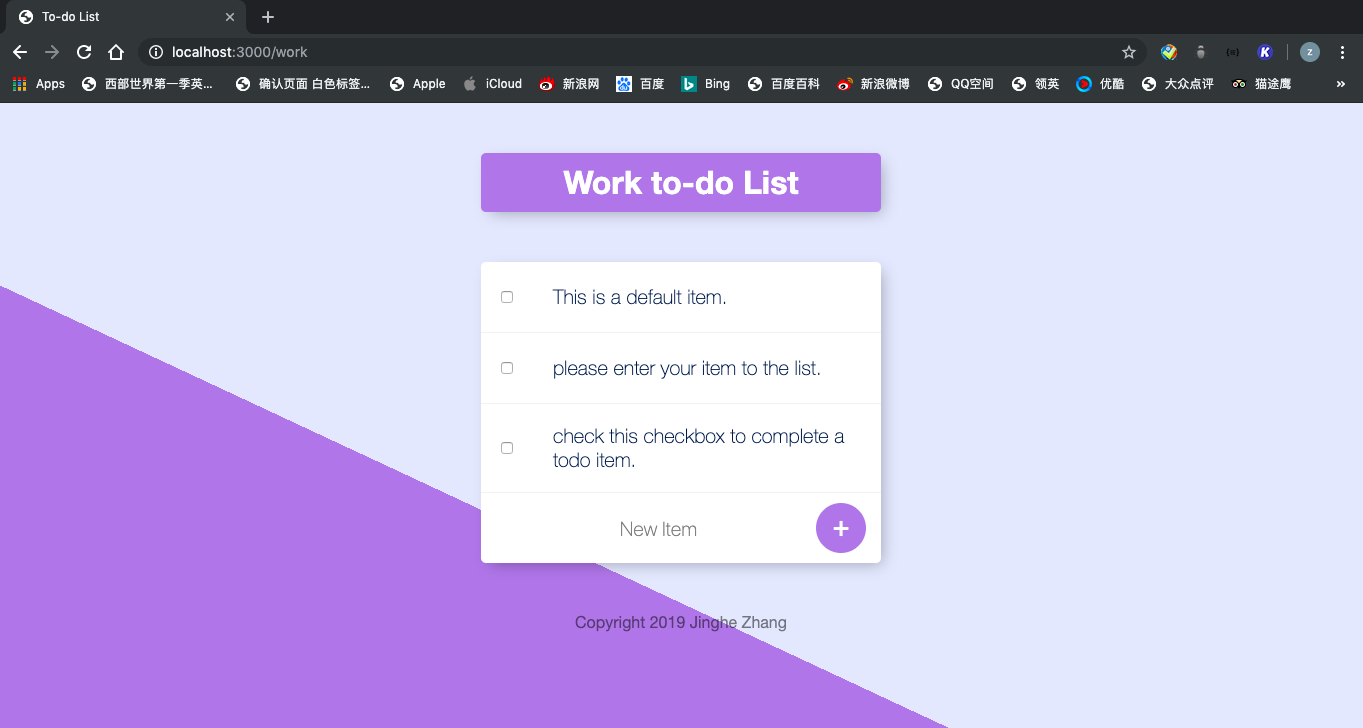 To-do List
localhost:3000/work
Z
Apps 西部世界第一季英... 确认页面 白色标签... Apple iCloud 新浪网 百度 Bing 百度百科 新浪微博 QQ空间 领英 优酷 大众点评 猫途鹰 »
Work to-do List
This is a default item.
please enter your item to the list.
check this checkbox to complete a
todo item.
New Item +
Copyright 2019 Jinghe Zhang